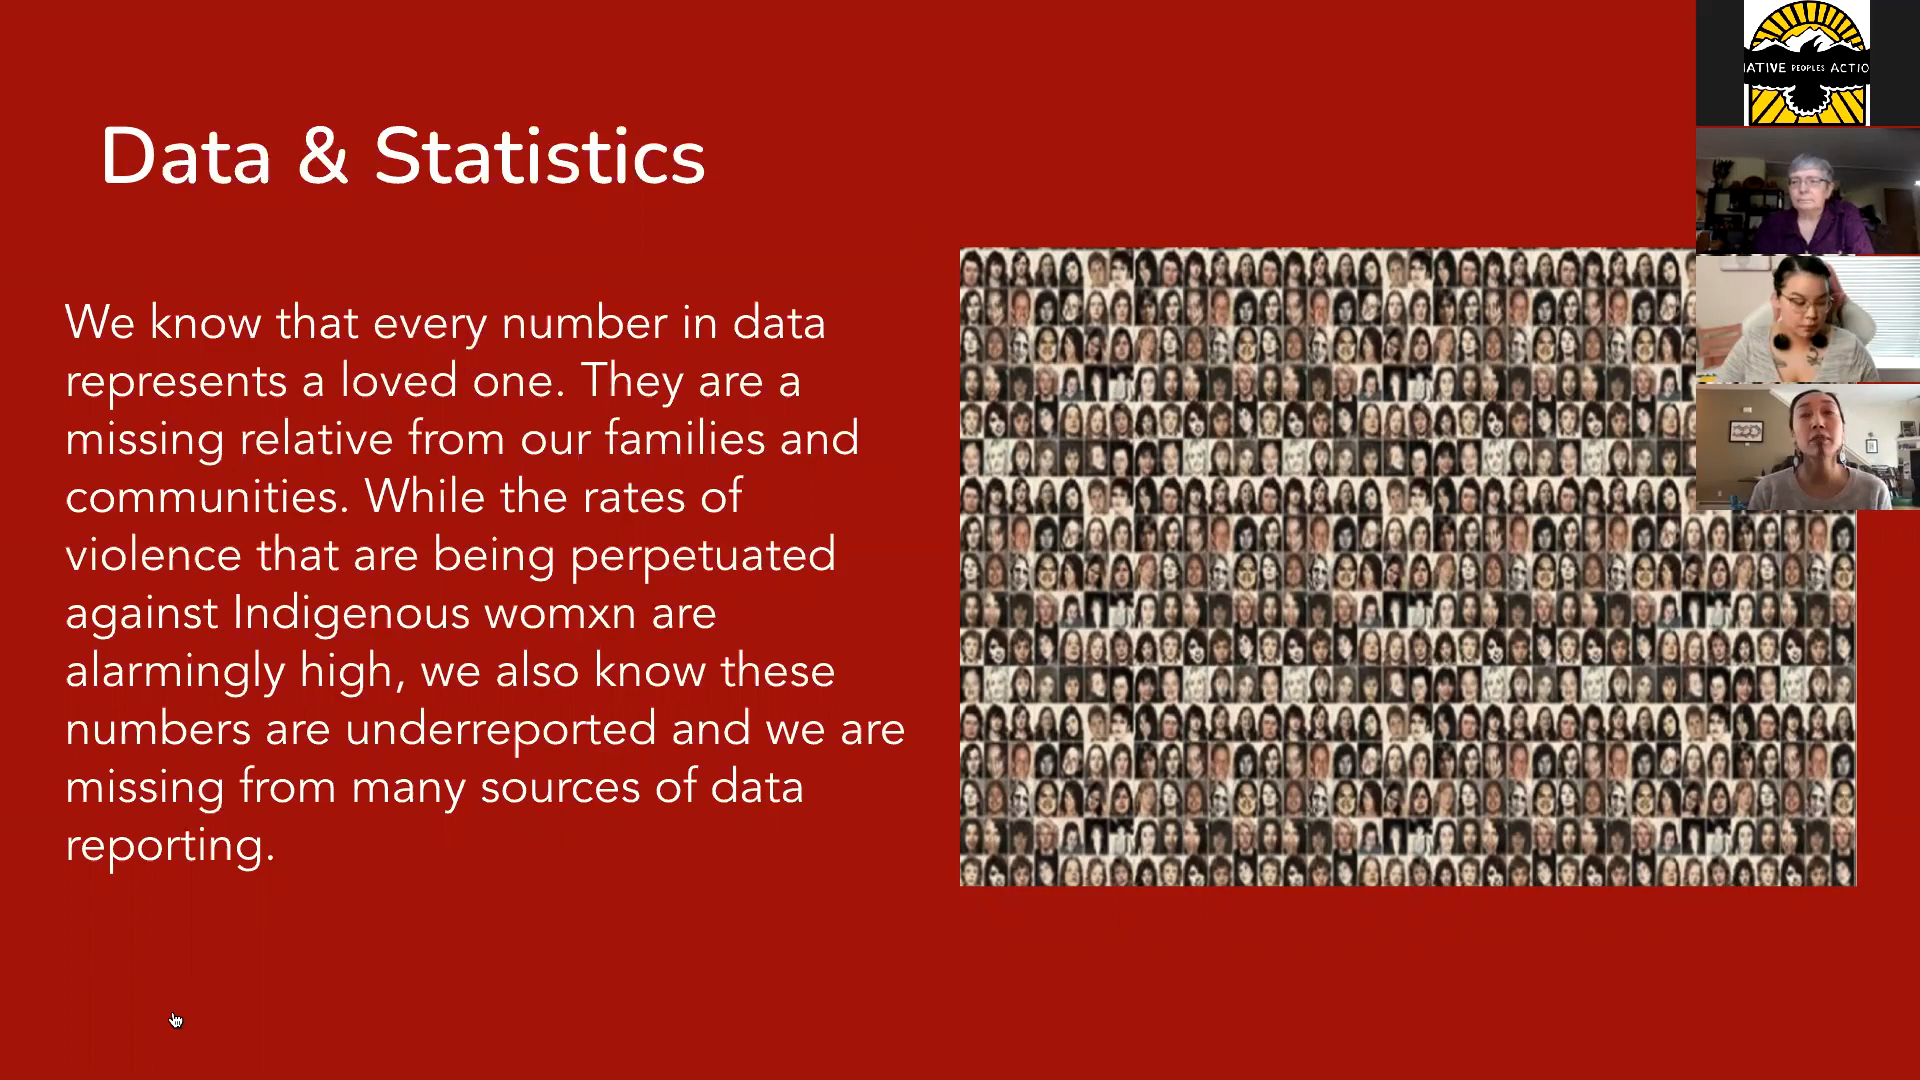 Data & Statistics
We know that every number in data
represents a loved one. They are a
missing relative from our families and
communities. While the rates of
violence that are being perpetuated
against Indigenous womxn are
alarmingly high, we also know these
numbers are underreported and we are
missing from many sources of data
reporting.
ATIVE PEOPLES ACTIO